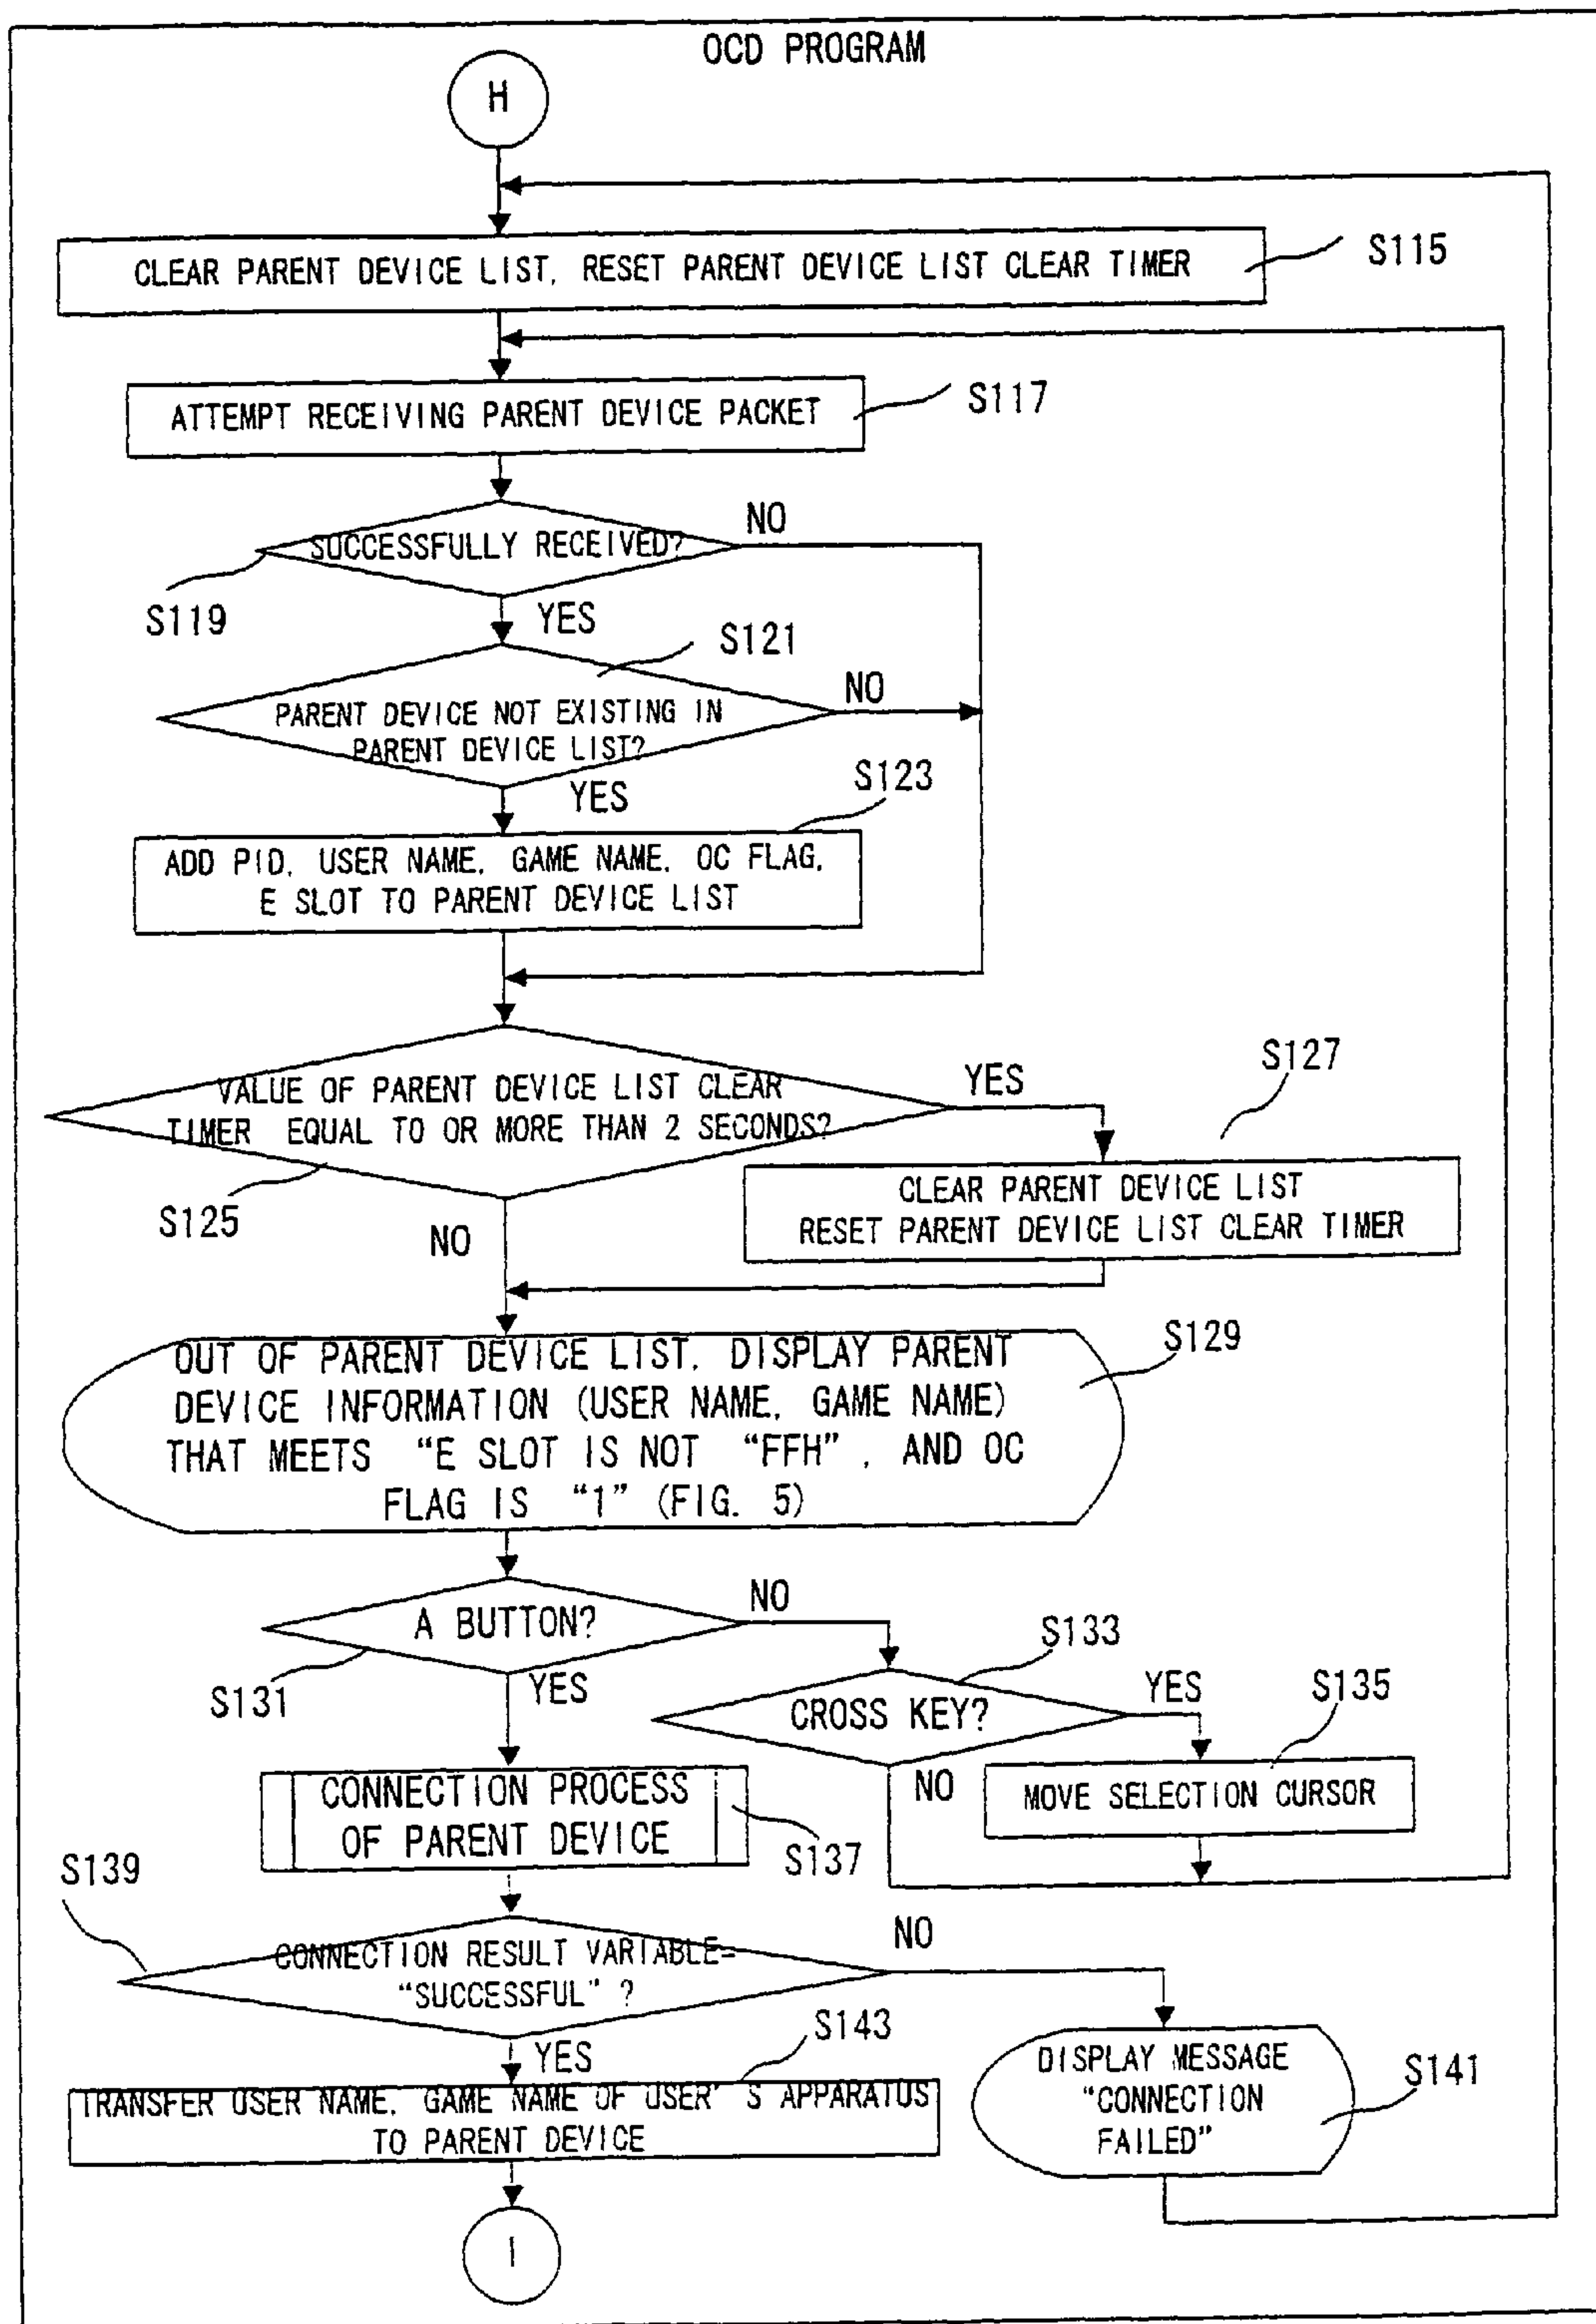 OCD PROGRAM
H
CLEAR PARENT DEVICE LIST, RESET PARENT DEVICE LIST CLEAR TIMER
S115
ATTEMPT RECEIVING PARENT DEVICE PACKET
S117
SUCCESSFULLY RECEIVED?
NO
S119
YES
S121
PARENT DEVICE NOT EXISTING IN
PARENT DEVICE LIST?
NO
YES
S123
ADD PID, USER NAME, GAME NAME, OC FLAG,
E SLOT TO PARENT DEVICE LIST
VALUE OF PARENT DEVICE LIST CLEAR
TIMER EQUAL TO OR MORE THAN 2 SECONDS?
YES
S127
S125
NO
CLEAR PARENT DEVICE LIST
RESET PARENT DEVICE LIST CLEAR TIMER
OUT OF PARENT DEVICE LIST, DISPLAY PARENT
DEVICE INFORMATION (USER NAME, GAME NAME)
THAT MEETS "E SLOT IS NOT "FFH", AND OC
FLAG IS "1" (FIG. 5)
S129
A BUTTON?
NO
S131
YES
S133
CROSS KEY?
YES
S135
NO
MOVE SELECTION CURSOR
CONNECTION PROCESS
OF PARENT DEVICE
S137
S139
CONNECTION RESULT VARIABLE=
"SUCCESSFUL" ?
NO
YES
S143
TRANSFER USER NAME, GAME NAME OF USER'S APPARATUS
TO PARENT DEVICE
DISPLAY MESSAGE
"CONNECTION
FAILED"
S141
I